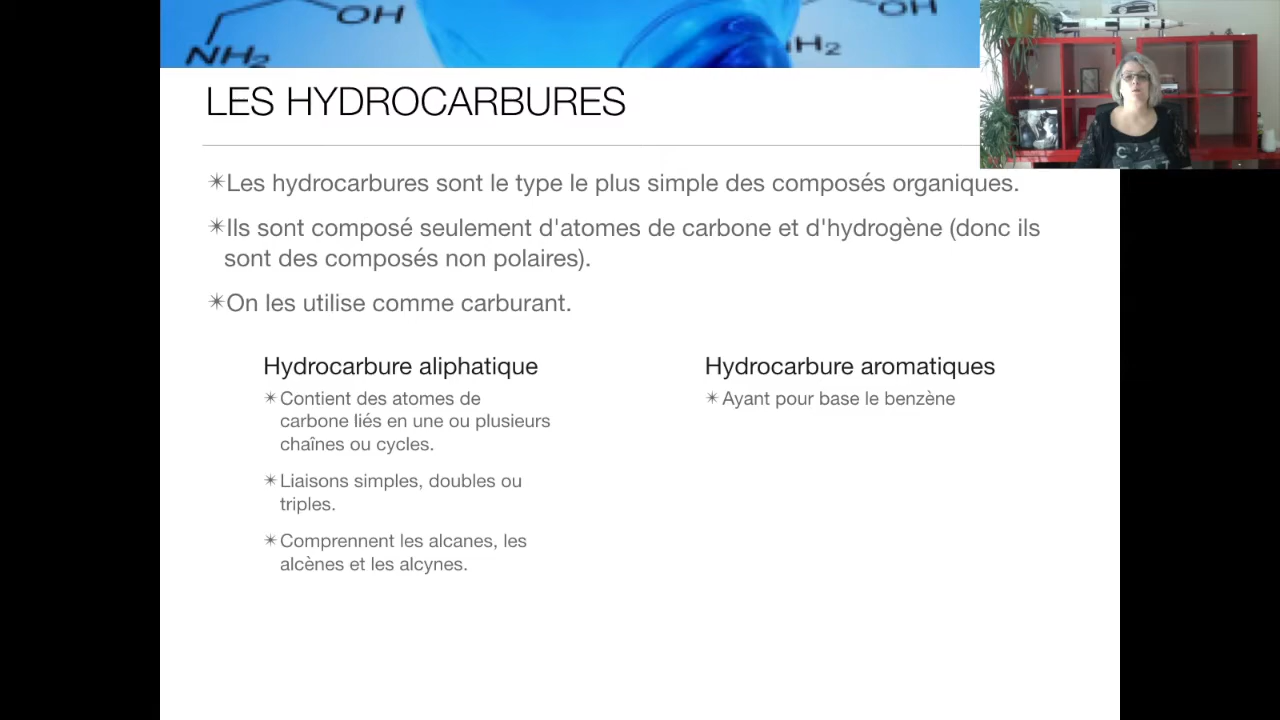 OH
OH
NH₂
H₂
LES HYDROCARBURES
✴Les hydrocarbures sont le type le plus simple des composés organiques.
✴Ils sont composé seulement d'atomes de carbone et d'hydrogène (donc ils
sont des composés non polaires).
✴On les utilise comme carburant.
Hydrocarbure aliphatique
✴Contient des atomes de
carbone liés en une ou plusieurs
chaînes ou cycles.
✴Liaisons simples, doubles ou
triples.
✴Comprennent les alcanes, les
alcènes et les alcynes.
Hydrocarbure aromatiques
✴Ayant pour base le benzène